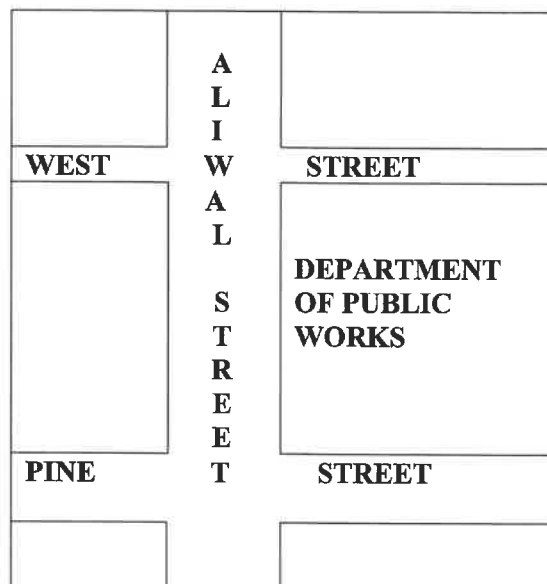 ALIWAL STREET
WEST STREET
DEPARTMENT
OF PUBLIC
WORKS
PINE STREET